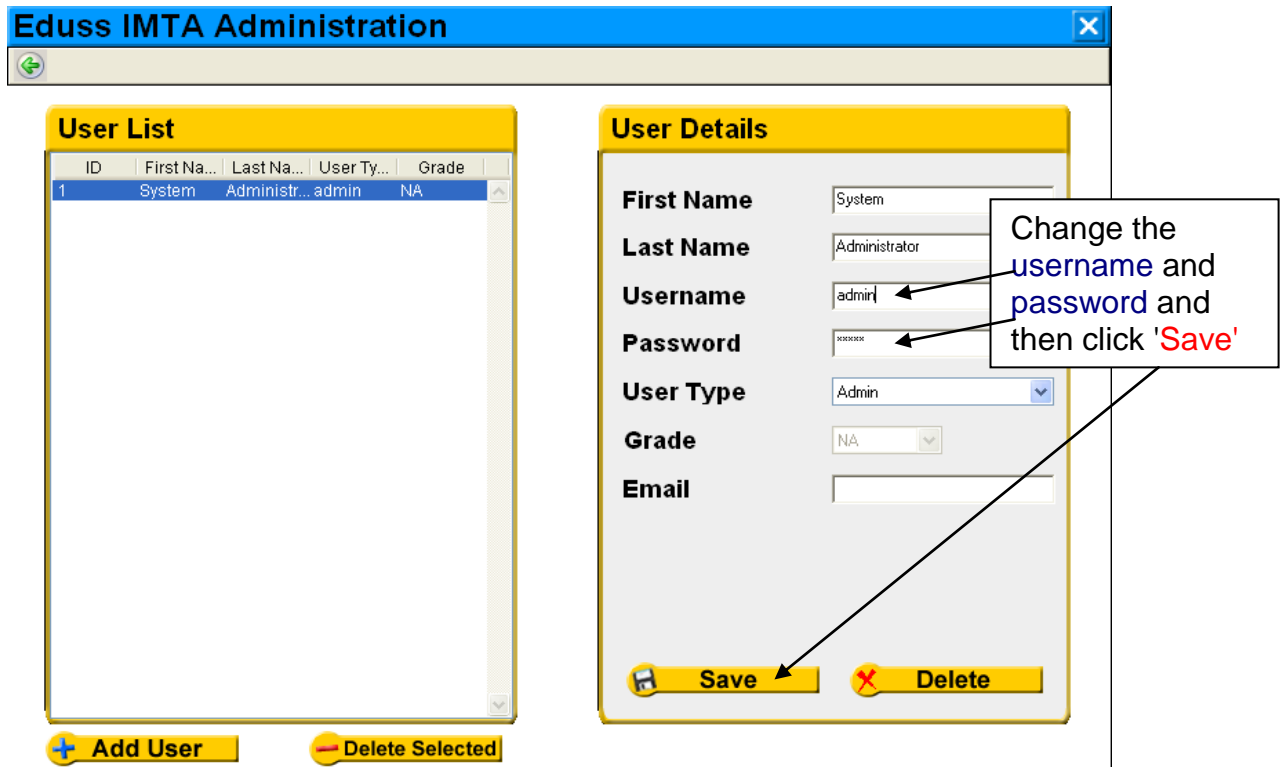 Eduss IMTA Administration
User List
ID First Na... Last Na... User Ty... Grade
1 System Administr... admin NA
Add User
Delete Selected
User Details
First Name System
Last Name Administrator
Username admin
Password *****
User Type Admin
Grade NA
Email
Save
Delete
Change the
username and
password and
then click 'Save'